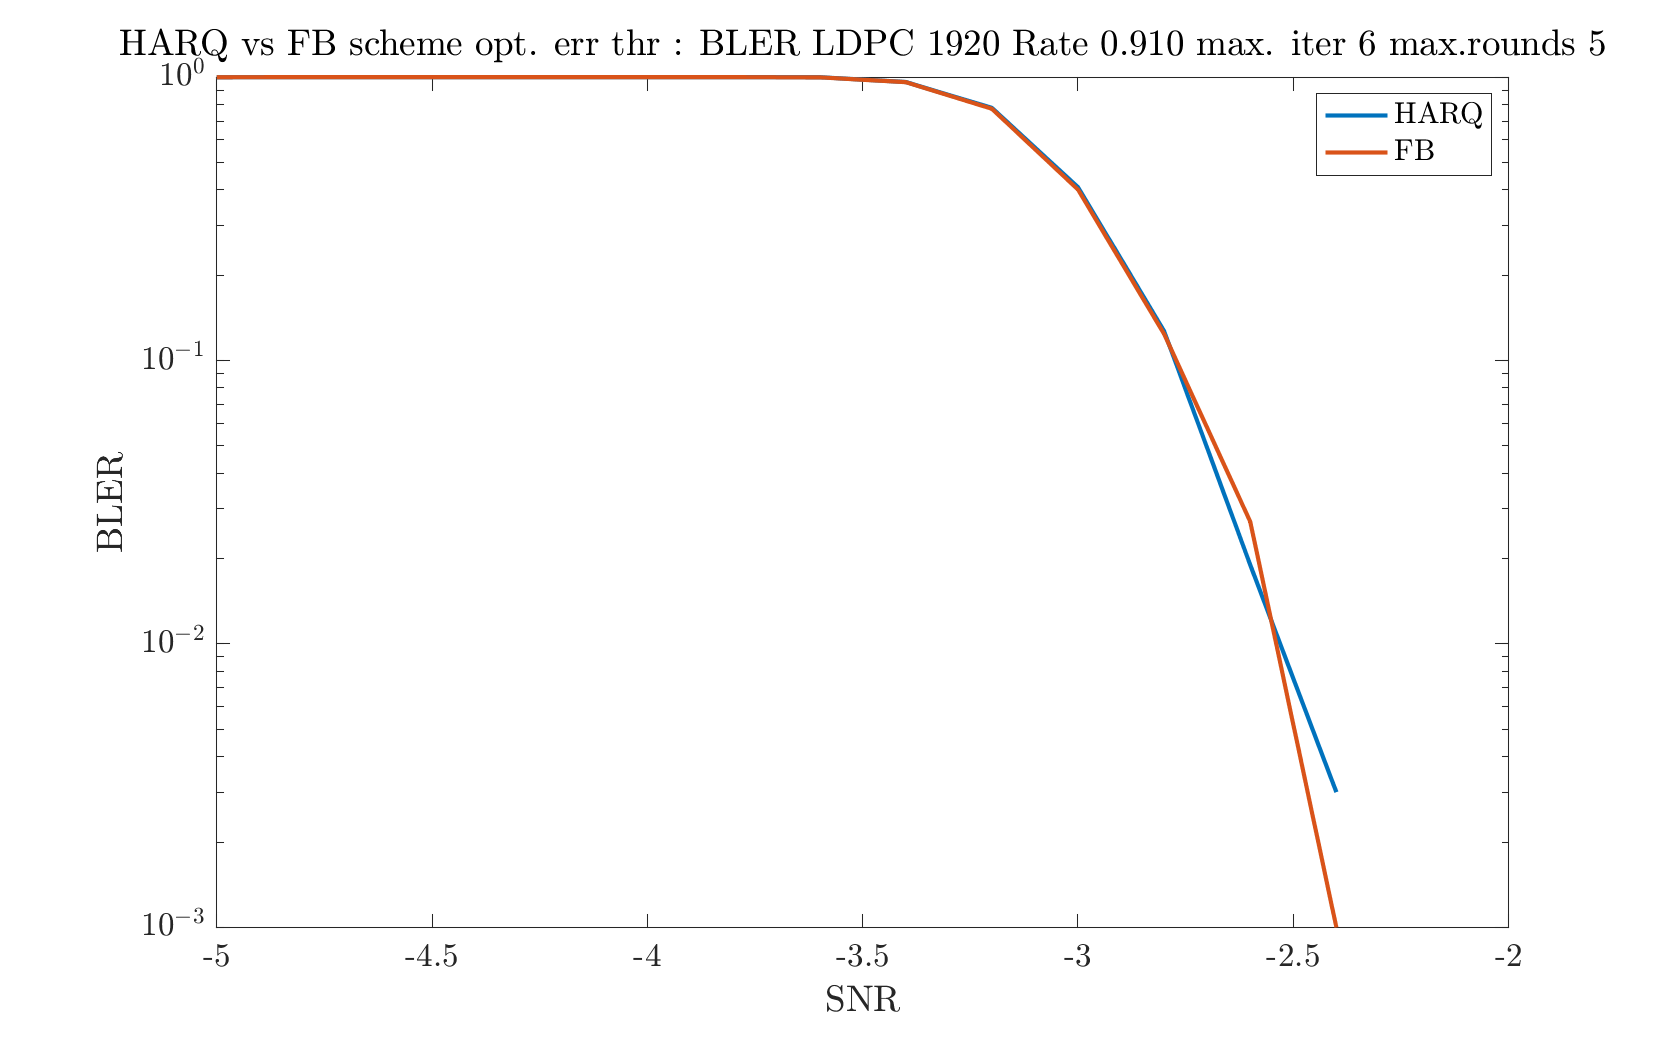 HARQ vs FB scheme opt. err thr : BLER LDPC 1920 Rate 0.910 max. iter 6 max.rounds 5
HARQ
FB
10^0
10^-1
10^-2
10^-3
BLER
-5 -4.5 -4 -3.5 -3 -2.5 -2
SNR